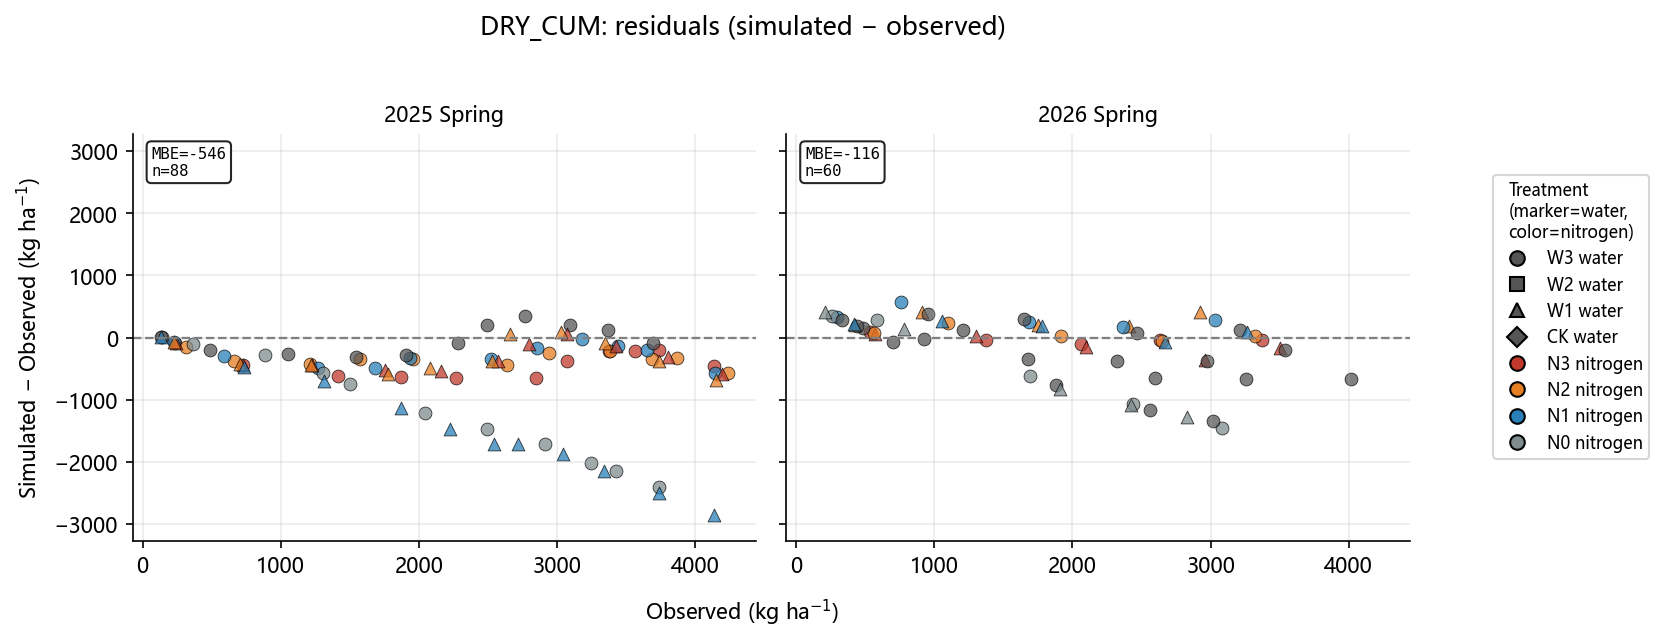 DRY_CUM: residuals (simulated − observed)
2025 Spring
2026 Spring
MBE=-546
n=88
MBE=-116
n=60
Simulated − Observed (kg ha⁻¹)
3000
2000
1000
0
−1000
−2000
−3000
0 1000 2000 3000 4000
0 1000 2000 3000 4000
Observed (kg ha⁻¹)
Treatment
(marker=water,
color=nitrogen)
W3 water
W2 water
W1 water
CK water
N3 nitrogen
N2 nitrogen
N1 nitrogen
N0 nitrogen